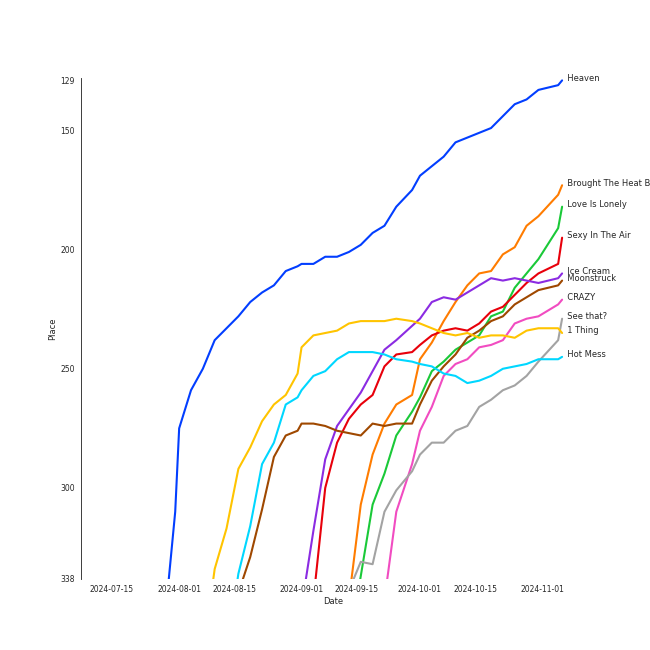 129
150
200
250
300
338
Place
2024-07-15
2024-08-01
2024-08-15
2024-09-01
2024-09-15
2024-10-01
2024-10-15
2024-11-01
Date
Heaven
Brought The Heat B
Love Is Lonely
Sexy In The Air
Ice Cream
Moonstruck
CRAZY
See that?
1 Thing
Hot Mess